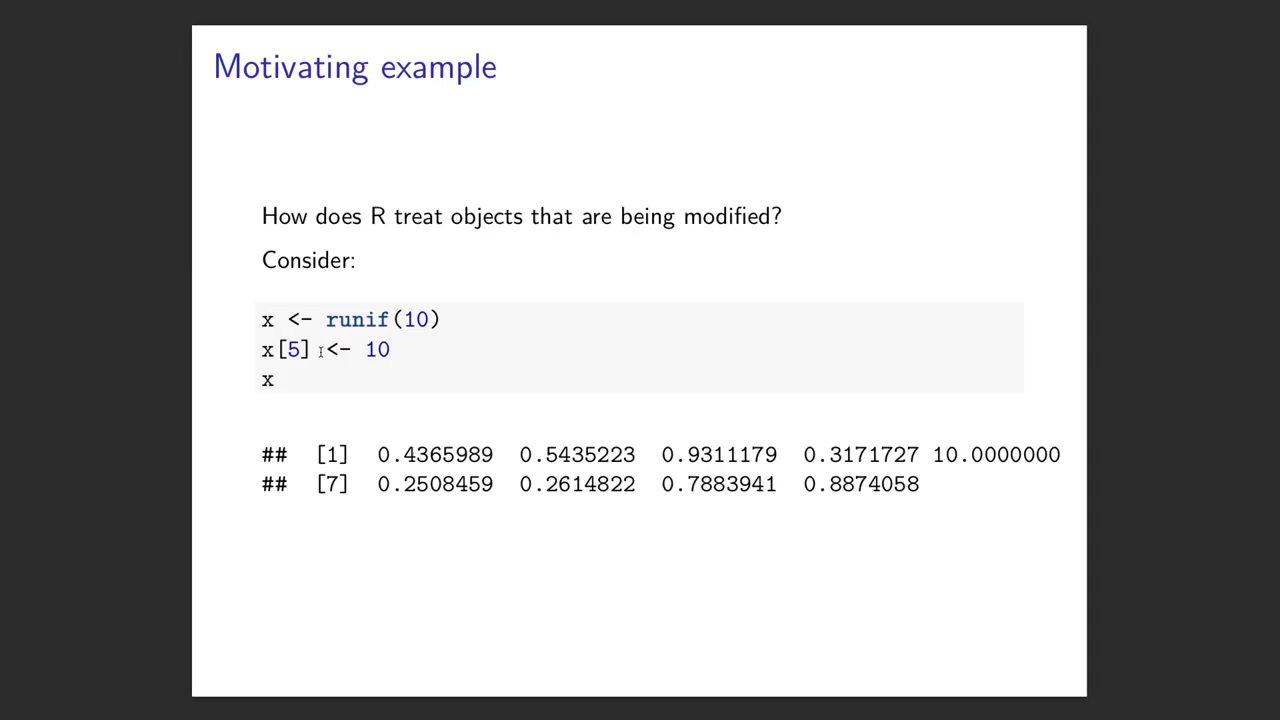 Motivating example
How does R treat objects that are being modified?
Consider:
x <- runif(10)
x[5] <- 10
x
## [1] 0.4365989 0.5435223 0.9311179 0.3171727 10.0000000
## [7] 0.2508459 0.2614822 0.7883941 0.8874058